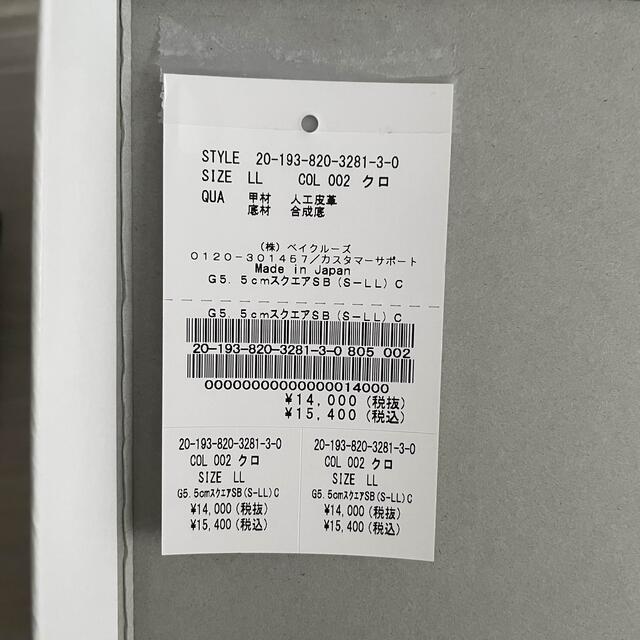 STYLE 20-193-820-3281-3-0
SIZE LL COL 002 クロ
QUA 甲材 人工皮革
底材 合成底
(株) ベイクルーズ
0120-301457/カスタマーサポート
Made in Japan
G5.5cmスクエアSB(S-LL)C
G5.5cmスクエアSB(S-LL)C
20-193-820-3281-3-0 805 002
00000000000000014000
¥14,000(税抜)
¥15,400(税込)
20-193-820-3281-3-0
COL 002 クロ
SIZE LL
G5.5cmスクエアSB(S-LL)C
¥14,000(税抜)
¥15,400(税込)
20-193-820-3281-3-0
COL 002 クロ
SIZE LL
G5.5cmスクエアSB(S-LL)C
¥14,000(税抜)
¥15,400(税込)